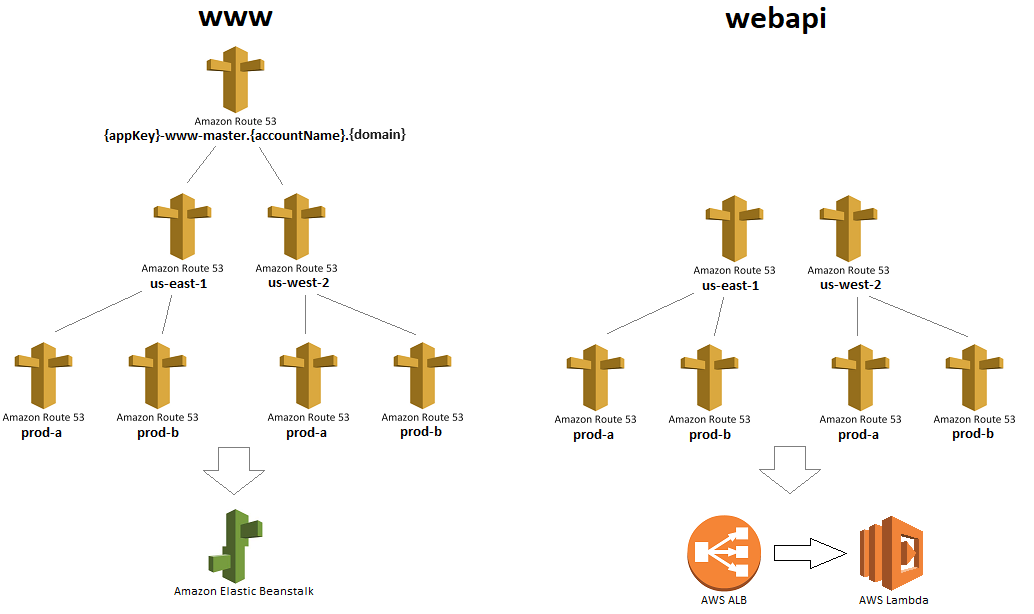 www
webapi
Amazon Route 53
{appKey}-www-master.{accountName}.{domain}
Amazon Route 53
us-east-1
Amazon Route 53
us-west-2
Amazon Route 53
us-east-1
Amazon Route 53
us-west-2
Amazon Route 53
prod-a
Amazon Route 53
prod-b
Amazon Route 53
prod-a
Amazon Route 53
prod-b
Amazon Route 53
prod-a
Amazon Route 53
prod-b
Amazon Route 53
prod-a
Amazon Route 53
prod-b
Amazon Elastic Beanstalk
AWS ALB
AWS Lambda